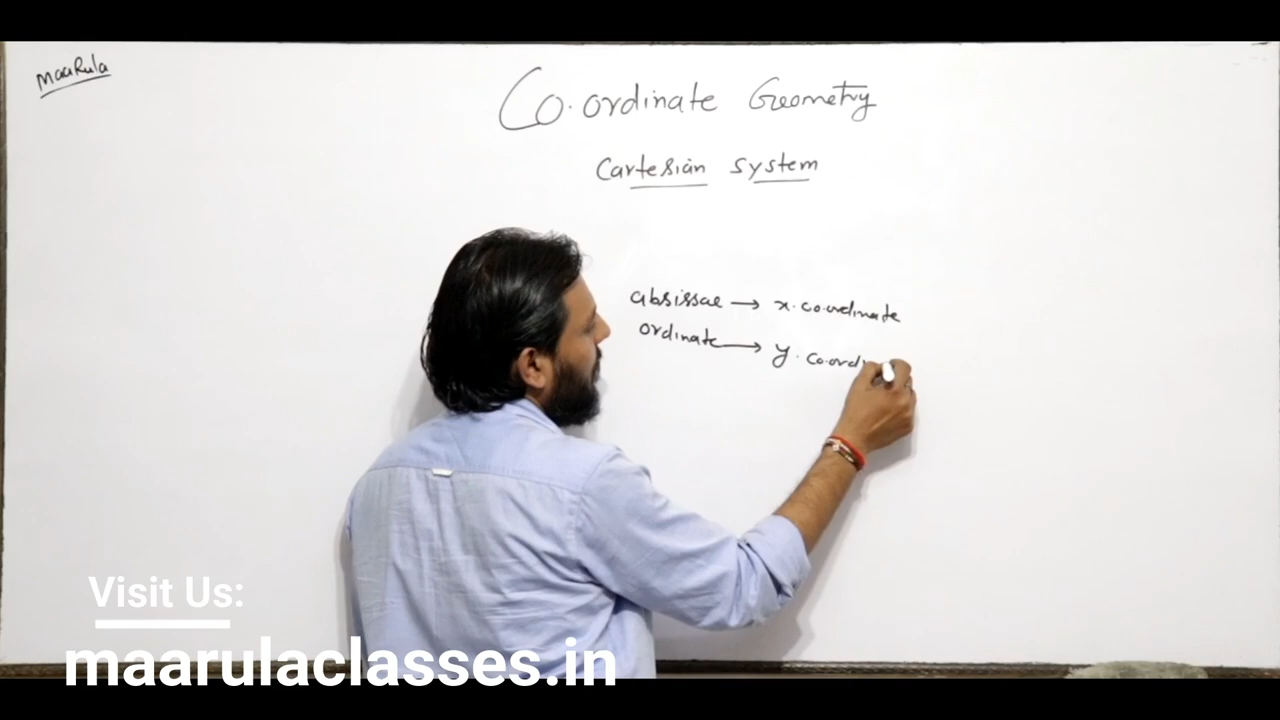 MaaRula
Co.ordinate Geometry
Cartesian system
absissae → x.co.ordinate
ordinate → y.co.ord
Visit Us:
maarulaclasses.in